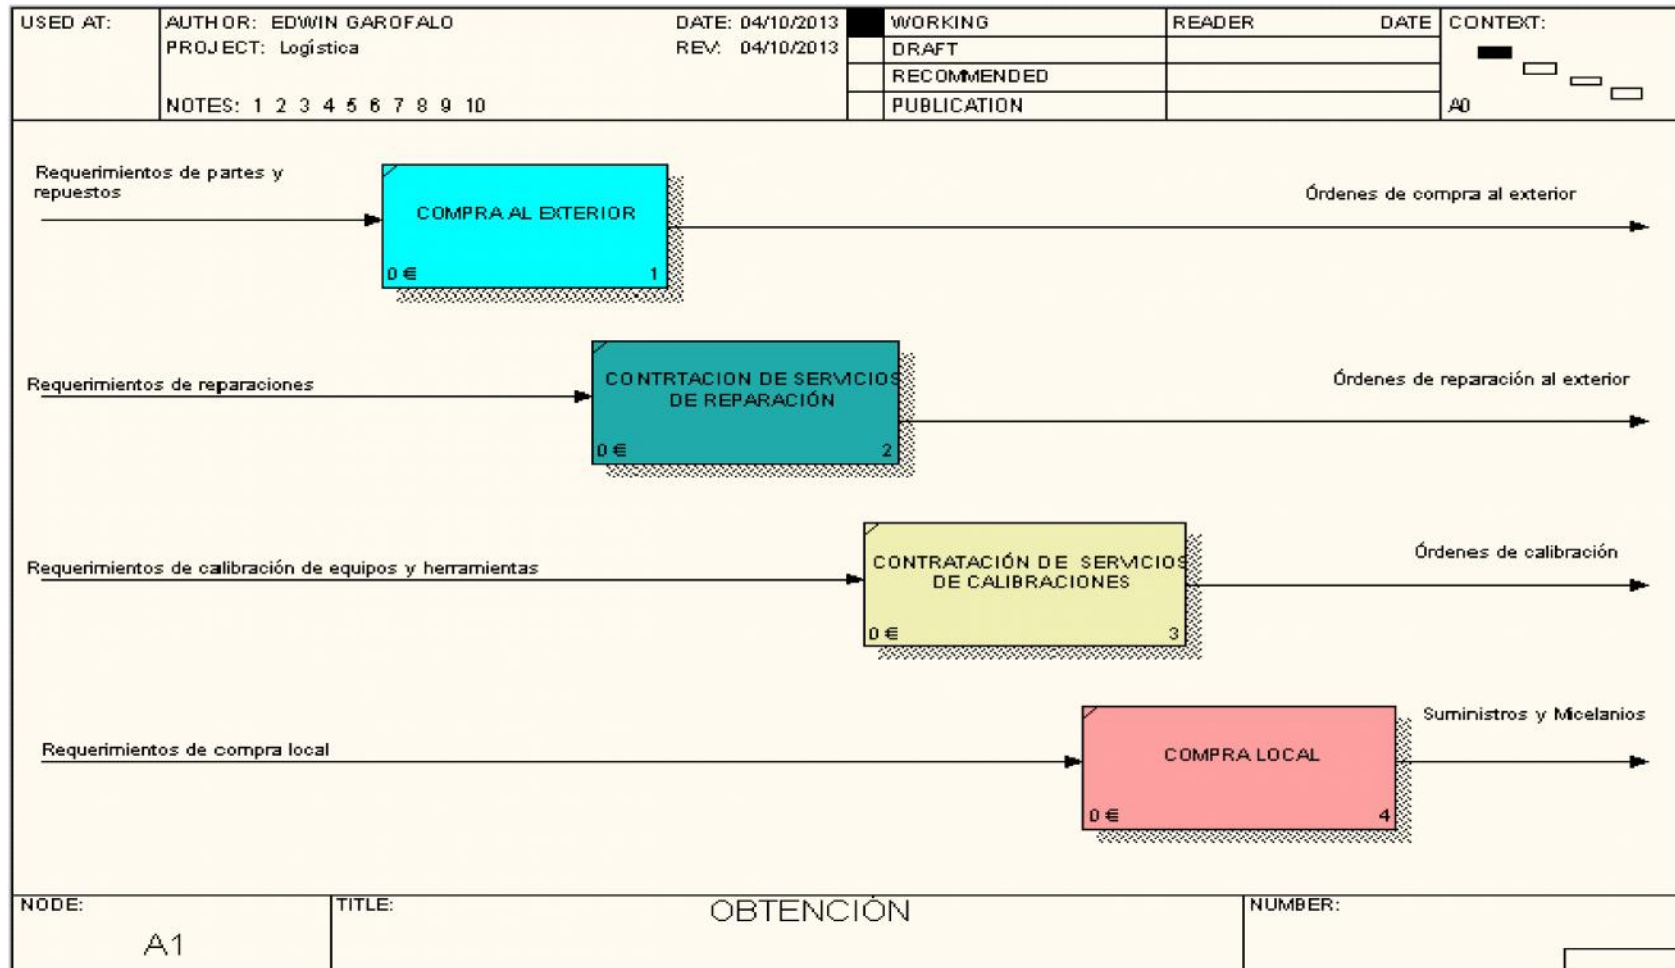 USED AT:
AUTHOR: EDWIN GAROFALO
DATE: 04/10/2013
WORKING
READER
DATE
CONTEXT:
PROJECT: Logística
REV: 04/10/2013
DRAFT
RECOMMENDED
NOTES: 1 2 3 4 5 6 7 8 9 10
PUBLICATION
A0
Requerimientos de partes y
repuestos
COMPRA AL EXTERIOR
0 €
1
Órdenes de compra al exterior
Requerimientos de reparaciones
CONTRTACION DE SERVICIOS
DE REPARACIÓN
0 €
2
Órdenes de reparación al exterior
Requerimientos de calibración de equipos y herramientas
CONTRATACIÓN DE SERVICIOS
DE CALIBRACIONES
0 €
3
Órdenes de calibración
Requerimientos de compra local
COMPRA LOCAL
0 €
4
Suministros y Micelanios
NODE:
A1
TITLE:
OBTENCIÓN
NUMBER: